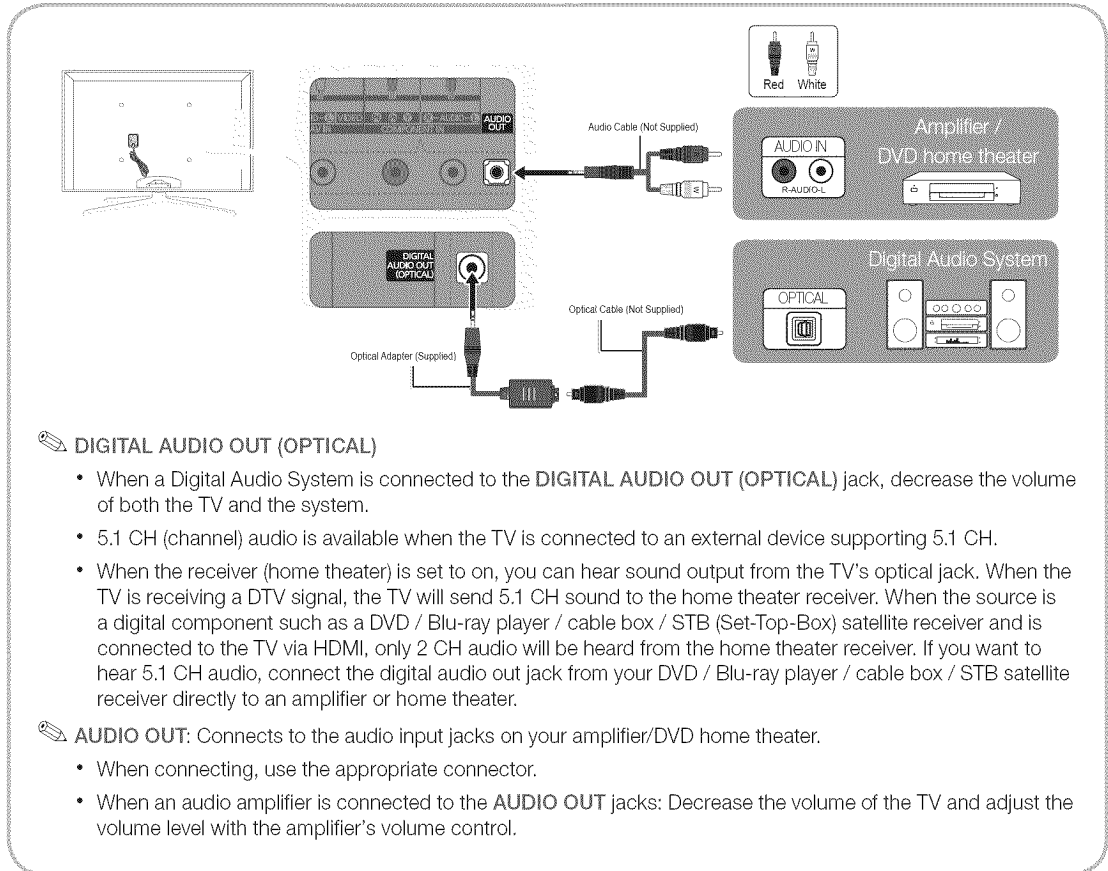 Red White
Amplifier /
DVD home theater
AUDIO IN
R-AUDIO-L
Audio Cable (Not Supplied)
VIDEO
AUDIO
COMPONENT IN
AUDIO
OUT
Digital Audio System
OPTICAL
DIGITAL
AUDIO OUT
(OPTICAL)
Optical Cable (Not Supplied)
Optical Adapter (Supplied)
DIGITAL AUDIO OUT (OPTICAL)
• When a Digital Audio System is connected to the DIGITAL AUDIO OUT (OPTICAL) jack, decrease the volume
of both the TV and the system.
• 5.1 CH (channel) audio is available when the TV is connected to an external device supporting 5.1 CH.
• When the receiver (home theater) is set to on, you can hear sound output from the TV's optical jack. When the
TV is receiving a DTV signal, the TV will send 5.1 CH sound to the home theater receiver. When the source is
a digital component such as a DVD / Blu-ray player / cable box / STB (Set-Top-Box) satellite receiver and is
connected to the TV via HDMI, only 2 CH audio will be heard from the home theater receiver. If you want to
hear 5.1 CH audio, connect the digital audio out jack from your DVD / Blu-ray player / cable box / STB satellite
receiver directly to an amplifier or home theater.
AUDIO OUT: Connects to the audio input jacks on your amplifier/DVD home theater.
• When connecting, use the appropriate connector.
• When an audio amplifier is connected to the AUDIO OUT jacks: Decrease the volume of the TV and adjust the
volume level with the amplifier's volume control.